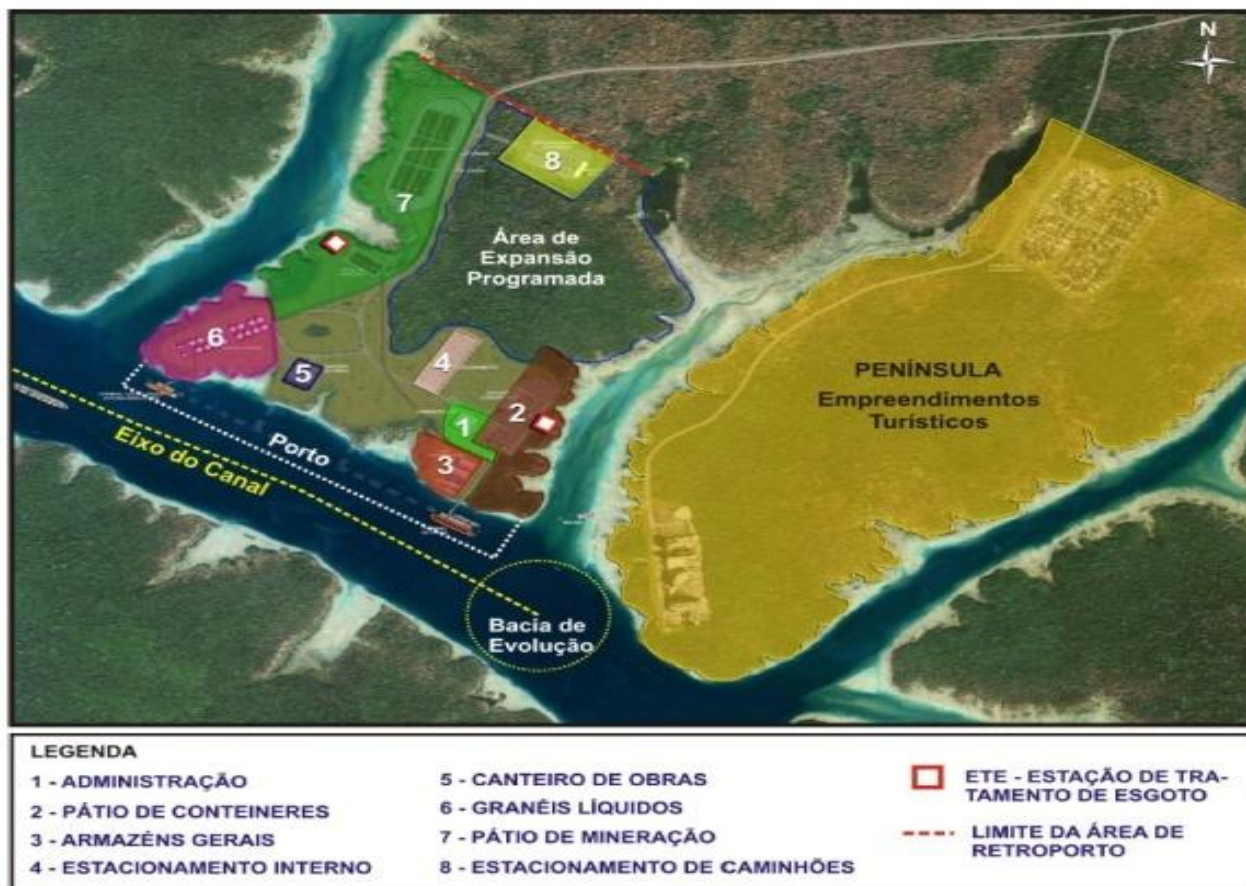 N
8
7
Área de
Expansão
Programada
6
5
4
2
1
3
PENÍNSULA
Empreendimentos
Turísticos
Porto
Eixo do Canal
Bacia de
Evolução
LEGENDA
1 - ADMINISTRAÇÃO
2 - PÁTIO DE CONTEINERES
3 - ARMAZÉNS GERAIS
4 - ESTACIONAMENTO INTERNO
5 - CANTEIRO DE OBRAS
6 - GRANÉIS LÍQUIDOS
7 - PÁTIO DE MINERAÇÃO
8 - ESTACIONAMENTO DE CAMINHÕES
ETE - ESTAÇÃO DE TRA-
TAMENTO DE ESGOTO
LIMITE DA ÁREA DE
RETROPORTO